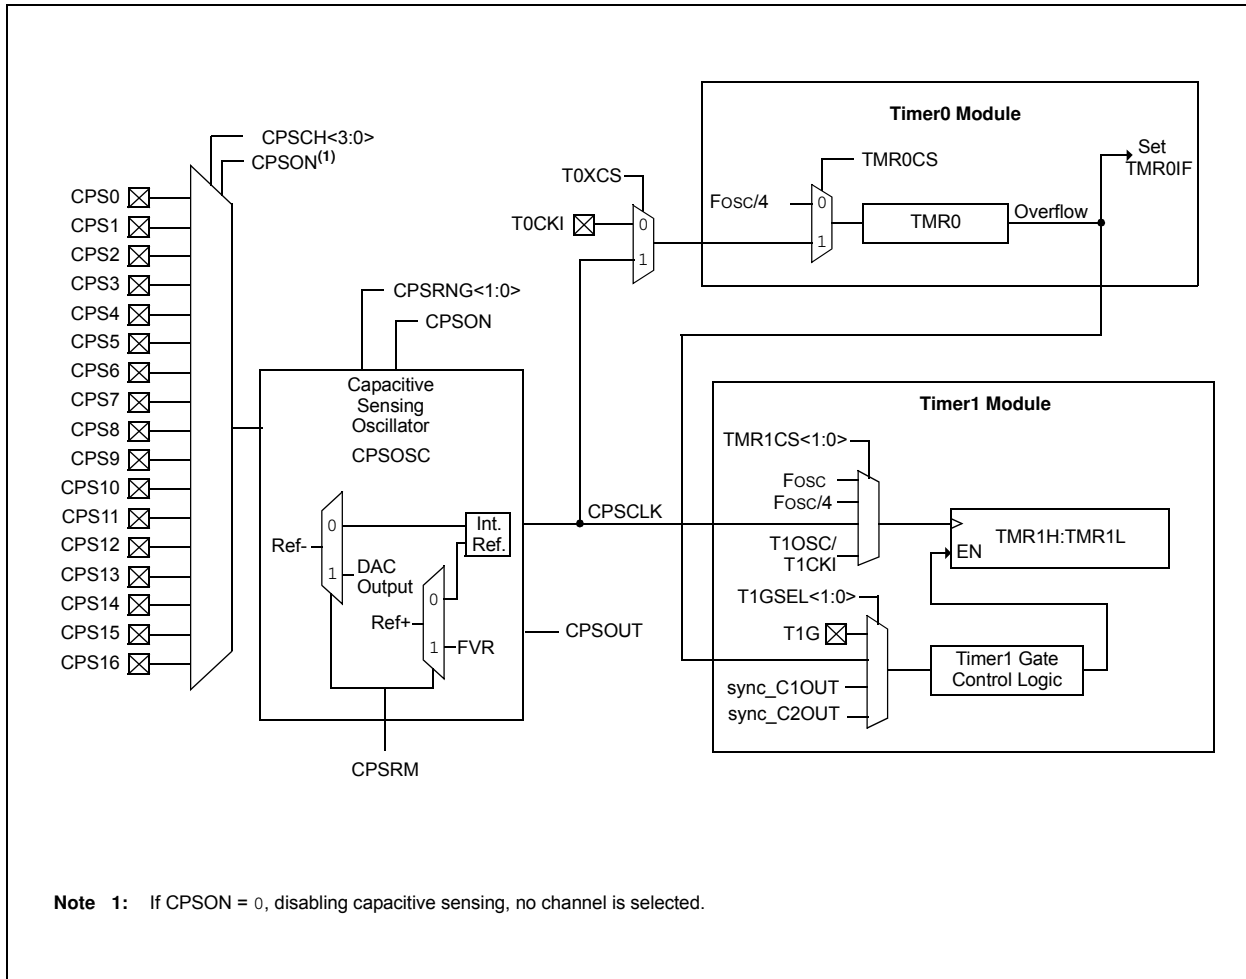 CPSCH<3:0>
CPSON(1)
CPS0
CPS1
CPS2
CPS3
CPS4
CPS5
CPS6
CPS7
CPS8
CPS9
CPS10
CPS11
CPS12
CPS13
CPS14
CPS15
CPS16
CPSRNG<1:0>
CPSON
Capacitive
Sensing
Oscillator
CPSOSC
0
Ref-
1
DAC
Output
Int.
Ref.
0
Ref+
1
FVR
CPSRM
CPSCLK
CPSOUT
T0XCS
T0CKI
0
1
Timer0 Module
TMR0CS
FOSC/4
0
1
TMR0
Overflow
Set
TMR0IF
Timer1 Module
TMR1CS<1:0>
FOSC
FOSC/4
T1OSC/
T1CKI
TMR1H:TMR1L
EN
T1GSEL<1:0>
T1G
sync_C1OUT
sync_C2OUT
Timer1 Gate
Control Logic
Note 1: If CPSON = 0, disabling capacitive sensing, no channel is selected.